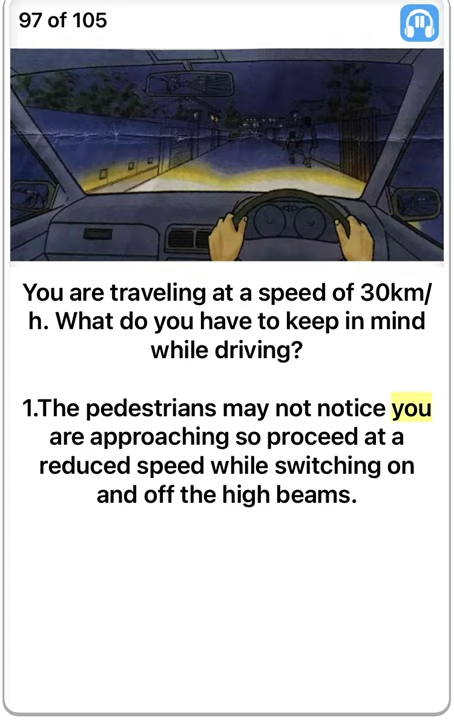 97 of 105
You are traveling at a speed of 30km/
h. What do you have to keep in mind
while driving?
1.The pedestrians may not notice you
are approaching so proceed at a
reduced speed while switching on
and off the high beams.